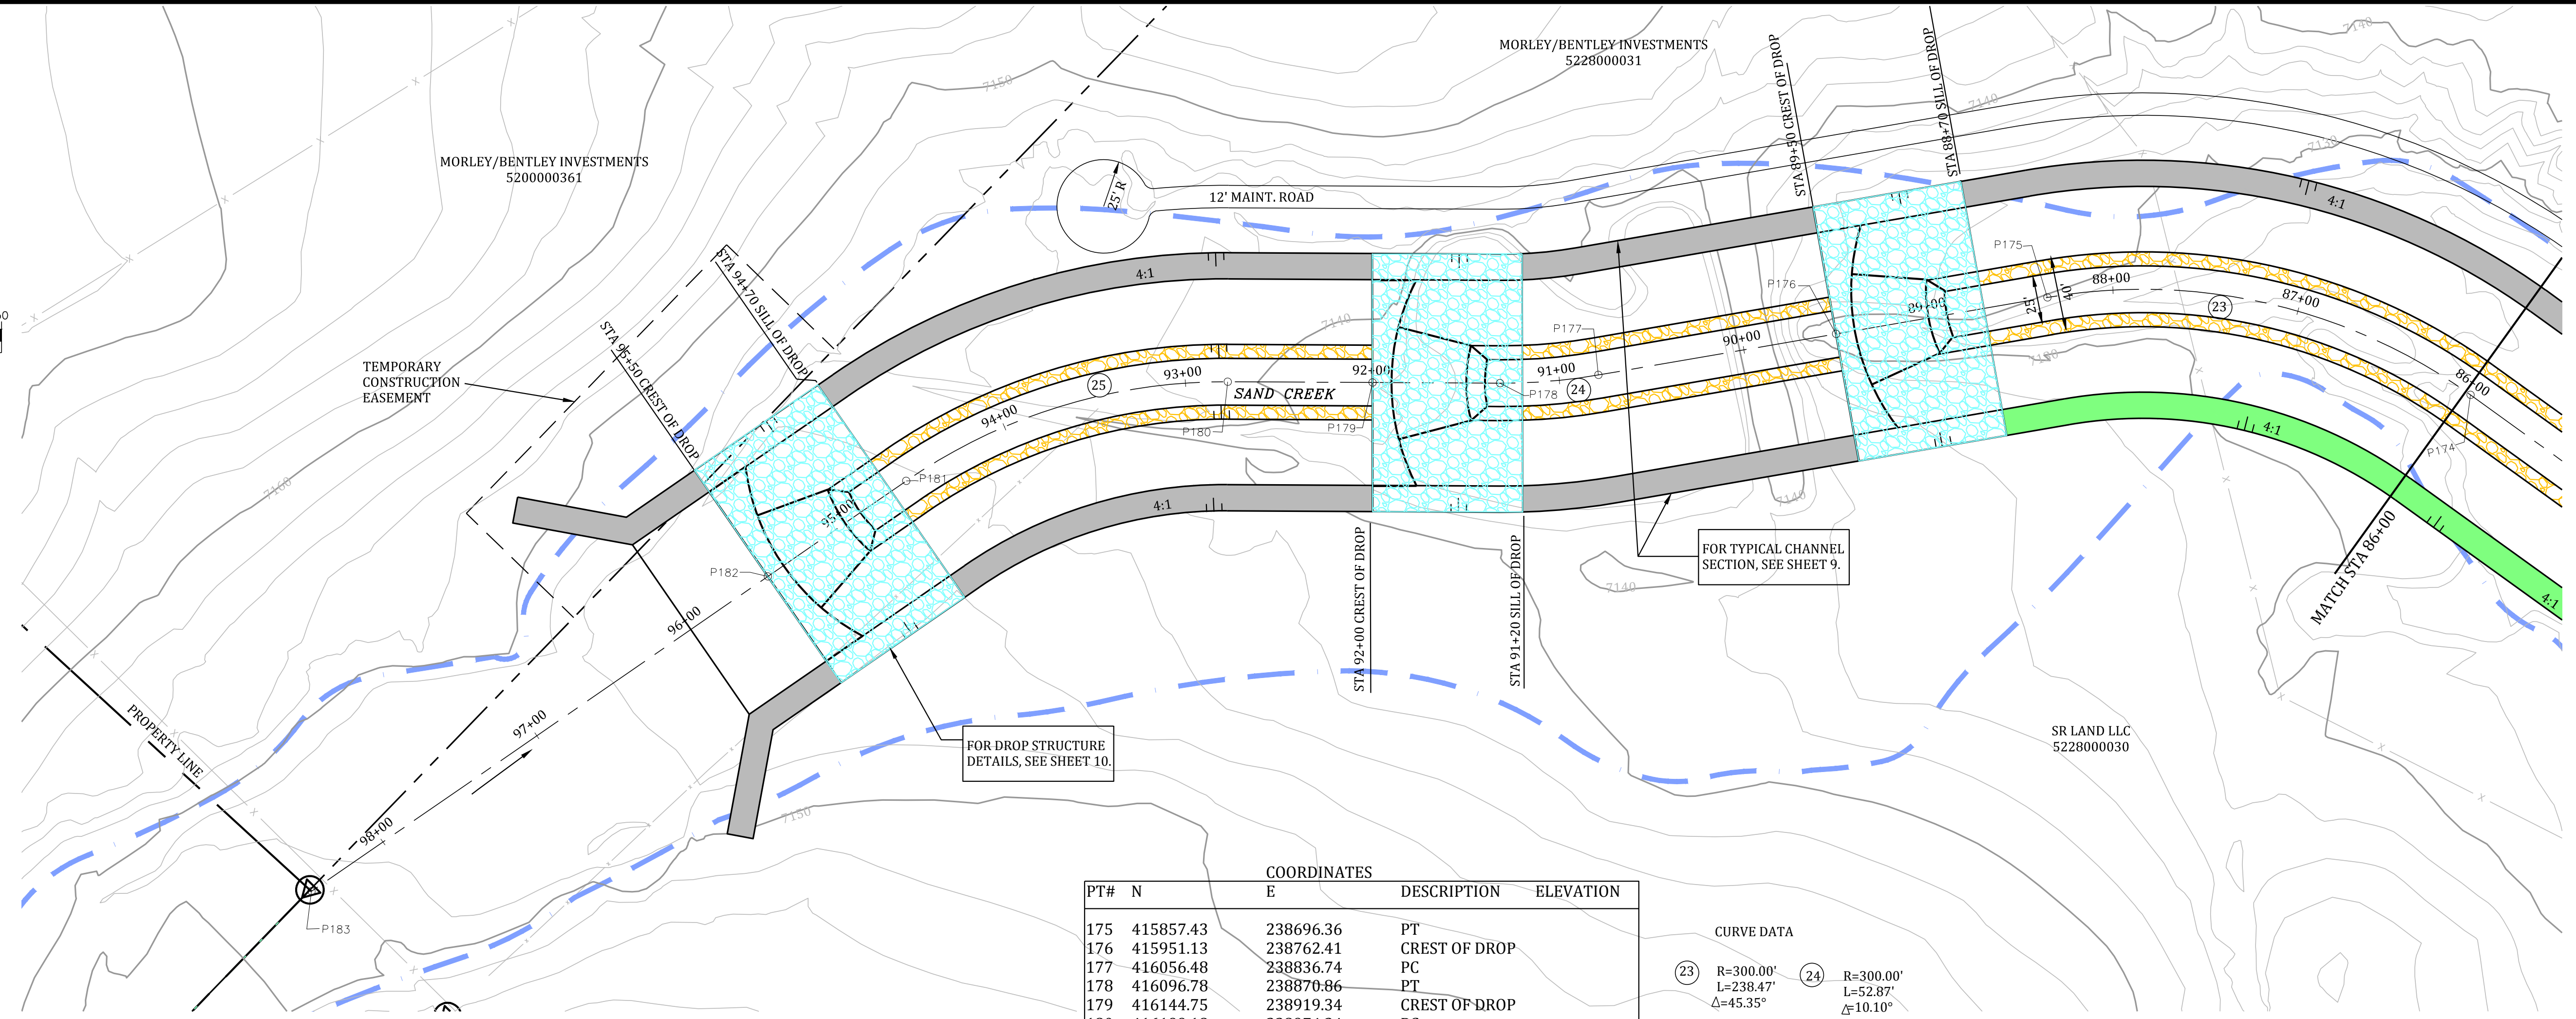 MORLEY/BENTLEY INVESTMENTS
5228000031
MORLEY/BENTLEY INVESTMENTS
5200000361
7140
7150
7140
7130
STA 89+50 CREST OF DROP
STA 88+70 SILL OF DROP
25' R
12' MAINT. ROAD
4:1
4:1
STA 94+70 SILL OF DROP
STA 95+50 CREST OF DROP
P175
P176
P177
25'
40'
88+00
23
87+00
89+00
7140
TEMPORARY
CONSTRUCTION
EASEMENT
25
93+00
92+00
91+00
24
90+00
86+00
SAND CREEK
P178
P179
P180
94+00
P181
95+00
P174
4:1
4:1
7160
7140
7140
P182
96+00
STA 92+00 CREST OF DROP
STA 91+20 SILL OF DROP
FOR TYPICAL CHANNEL
SECTION, SEE SHEET 9.
MATCH STA 86+00
4:1
PROPERTY LINE
97+00
FOR DROP STRUCTURE
DETAILS, SEE SHEET 10.
SR LAND LLC
5228000030
7150
98+00
P183
COORDINATES
PT# N E DESCRIPTION ELEVATION
175 415857.43 238696.36 PT
176 415951.13 238762.41 CREST OF DROP
177 416056.48 238836.74 PC
178 416096.78 238870.86 PT
179 416144.75 238919.34 CREST OF DROP
CURVE DATA
23 R=300.00'
L=238.47'
Δ=45.35°
24 R=300.00'
L=52.87'
Δ=10.10°